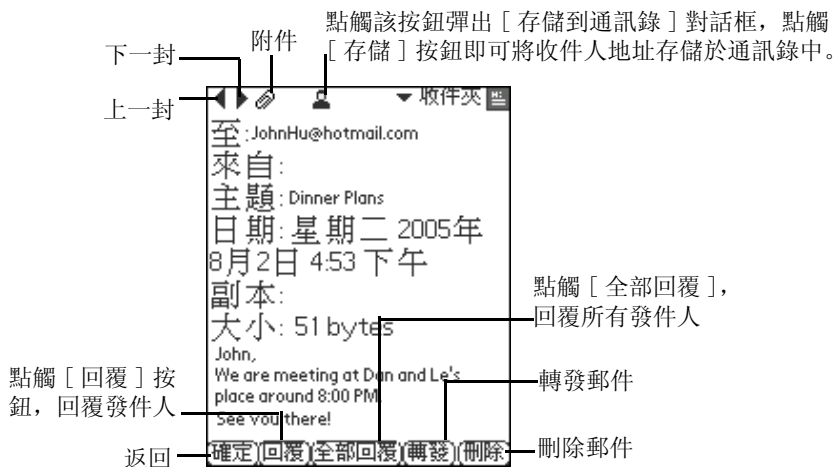 點觸該按鈕彈出［存儲到通訊錄］對話框，點觸
［存儲］按鈕即可將收件人地址存儲於通訊錄中。
附件
下一封
上一封
收件夾
至:JohnHu@hotmail.com
來自:
主題: Dinner Plans
日期: 星期二 2005年
8月2日 4:53 下午
副本:
大小: 51 bytes
John,
We are meeting at Dan and Le's
place around 8:00 PM.
See you there!
點觸［全部回覆］，
回覆所有發件人
點觸［回覆］按
鈕，回覆發件人
轉發郵件
返回
確定 回覆 全部回覆 轉發 刪除
刪除郵件